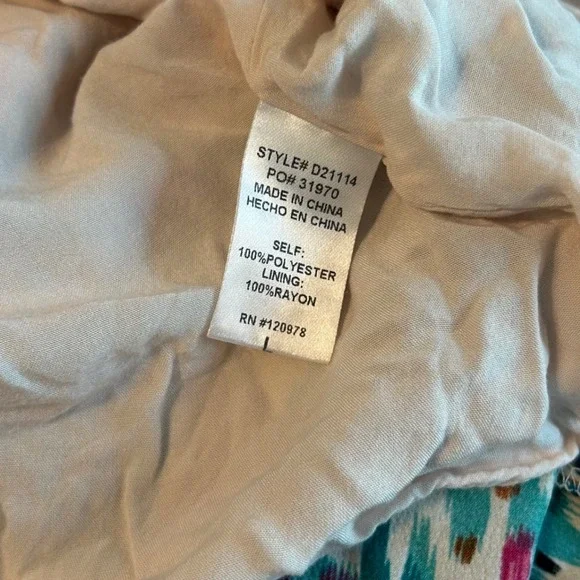 STYLE# D21114
PO# 31970
MADE IN CHINA
HECHO EN CHINA
SELF:
100%POLYESTER
LINING:
100%RAYON
RN #120978
L